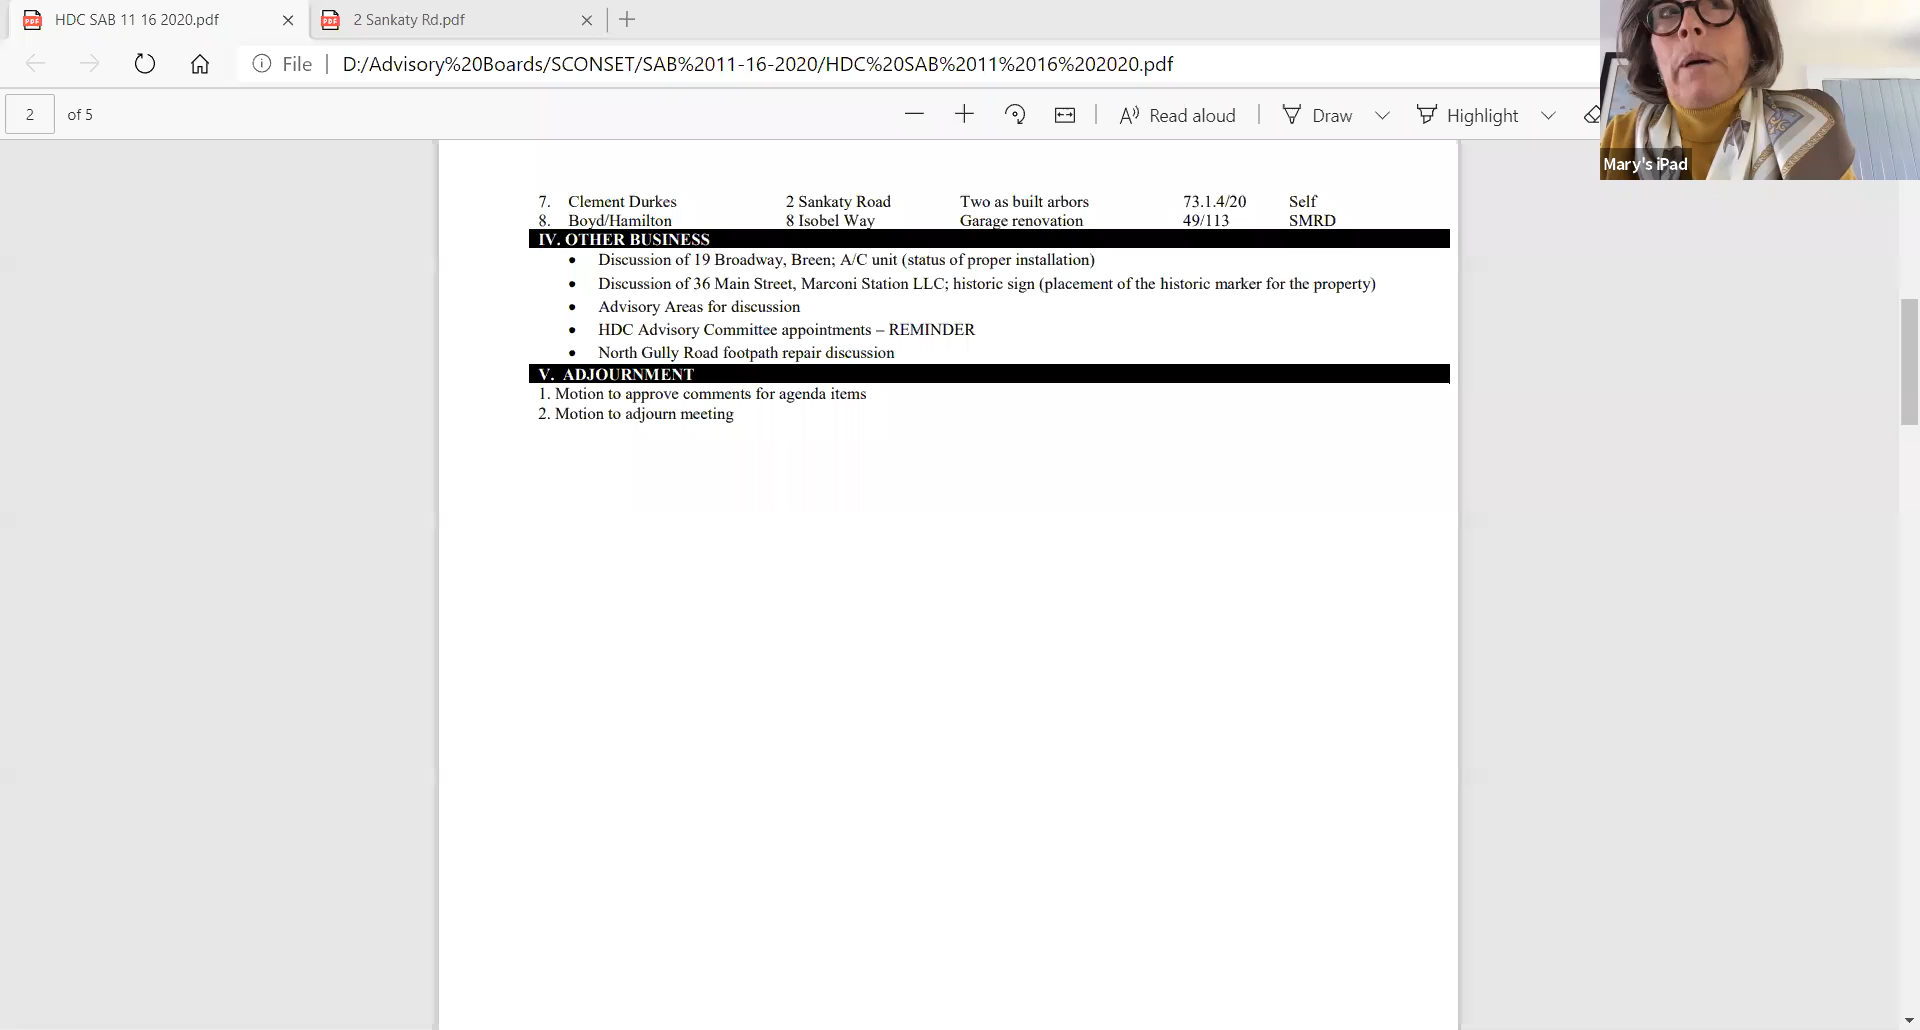 HDC SAB 11 16 2020.pdf
2 Sankaty Rd.pdf
File | D:/Advisory%20Boards/SCONSET/SAB%2011-16-2020/HDC%20SAB%2011%2016%202020.pdf
2 of 5
Read aloud
Draw
Highlight
Mary's iPad
7. Clement Durkes 2 Sankaty Road Two as built arbors 73.1.4/20 Self
8. Boyd/Hamilton 8 Isobel Way Garage renovation 49/113 SMRD
IV. OTHER BUSINESS
• Discussion of 19 Broadway, Breen; A/C unit (status of proper installation)
• Discussion of 36 Main Street, Marconi Station LLC; historic sign (placement of the historic marker for the property)
• Advisory Areas for discussion
• HDC Advisory Committee appointments – REMINDER
• North Gully Road footpath repair discussion
V. ADJOURNMENT
1. Motion to approve comments for agenda items
2. Motion to adjourn meeting